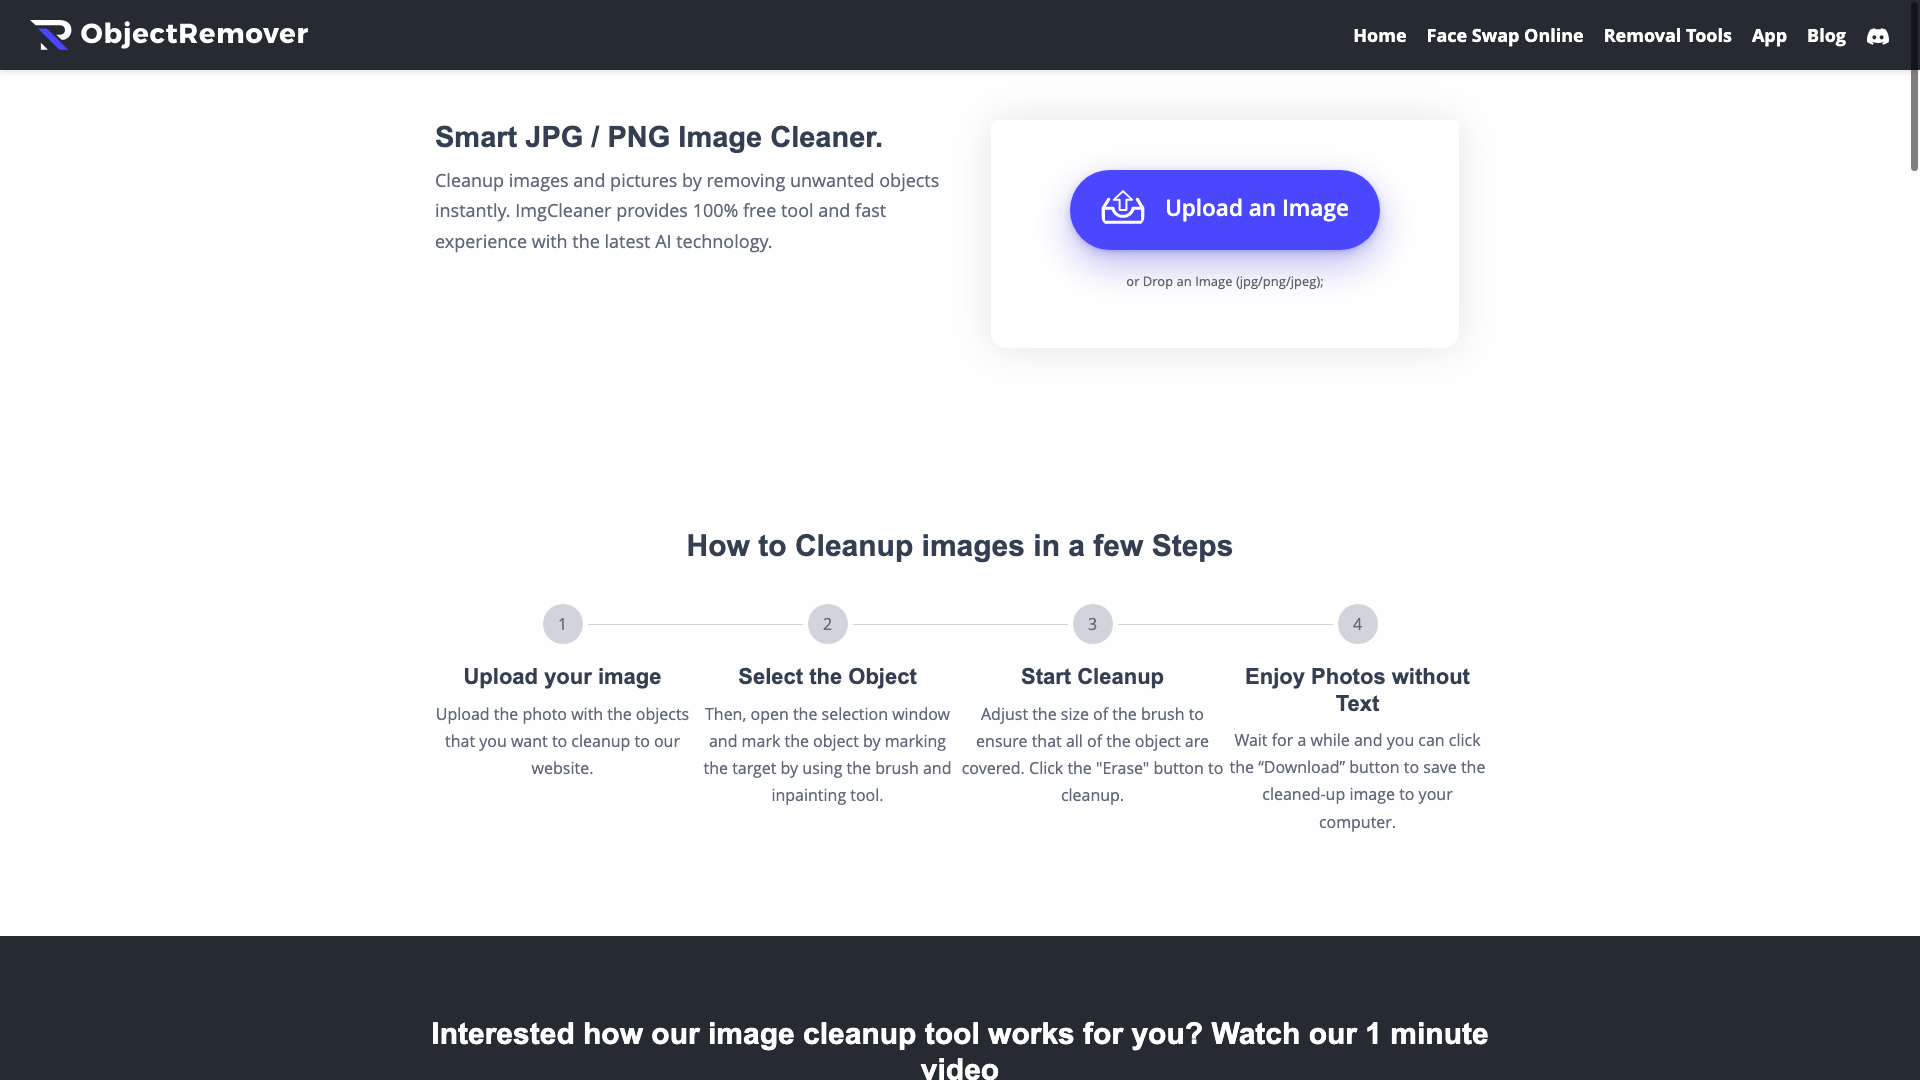 ObjectRemover
Home Face Swap Online Removal Tools App Blog
Smart JPG / PNG Image Cleaner.
Cleanup images and pictures by removing unwanted objects
instantly. ImgCleaner provides 100% free tool and fast
experience with the latest AI technology.
Upload an Image
or Drop an Image (jpg/png/jpeg);
How to Cleanup images in a few Steps
1
Upload your image
Upload the photo with the objects
that you want to cleanup to our
website.
2
Select the Object
Then, open the selection window
and mark the object by marking
the target by using the brush and
inpainting tool.
3
Start Cleanup
Adjust the size of the brush to
ensure that all of the object are
covered. Click the "Erase" button to
cleanup.
4
Enjoy Photos without
Text
Wait for a while and you can click
the “Download” button to save the
cleaned-up image to your
computer.
Interested how our image cleanup tool works for you? Watch our 1 minute
video